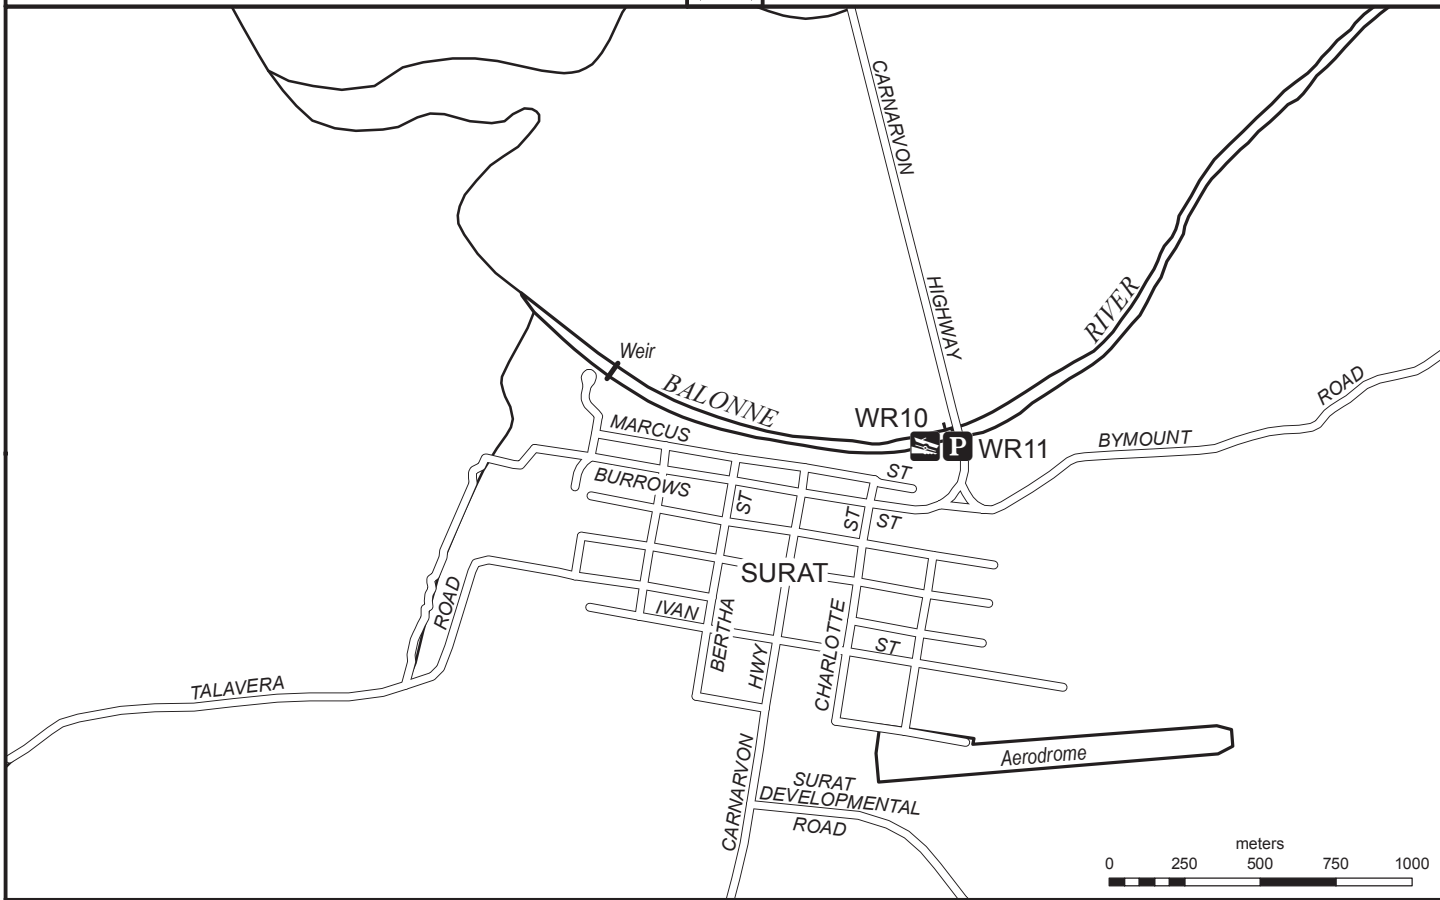 CARNARVON
HIGHWAY
RIVER
Weir
BALONNE
ROAD
WR10
P
WR11
BYMOUNT
MARCUS
ST
BURROWS
ST
ST
ST
SURAT
ROAD
IVAN
BERTHA
CHARLOTTE
ST
HWY
TALAVERA
CARNARVON
Aerodrome
SURAT
DEVELOPMENTAL
ROAD
meters
0 250 500 750 1000